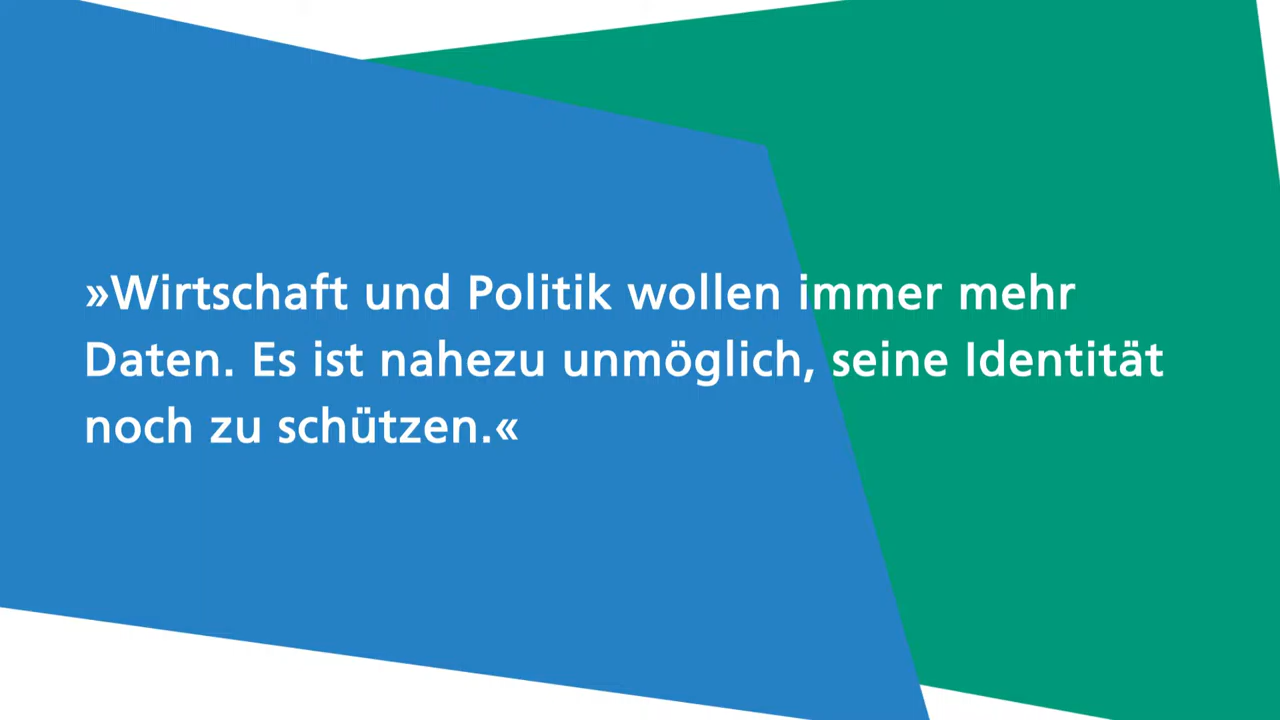 »Wirtschaft und Politik wollen immer mehr
Daten. Es ist nahezu unmöglich, seine Identität
noch zu schützen.«